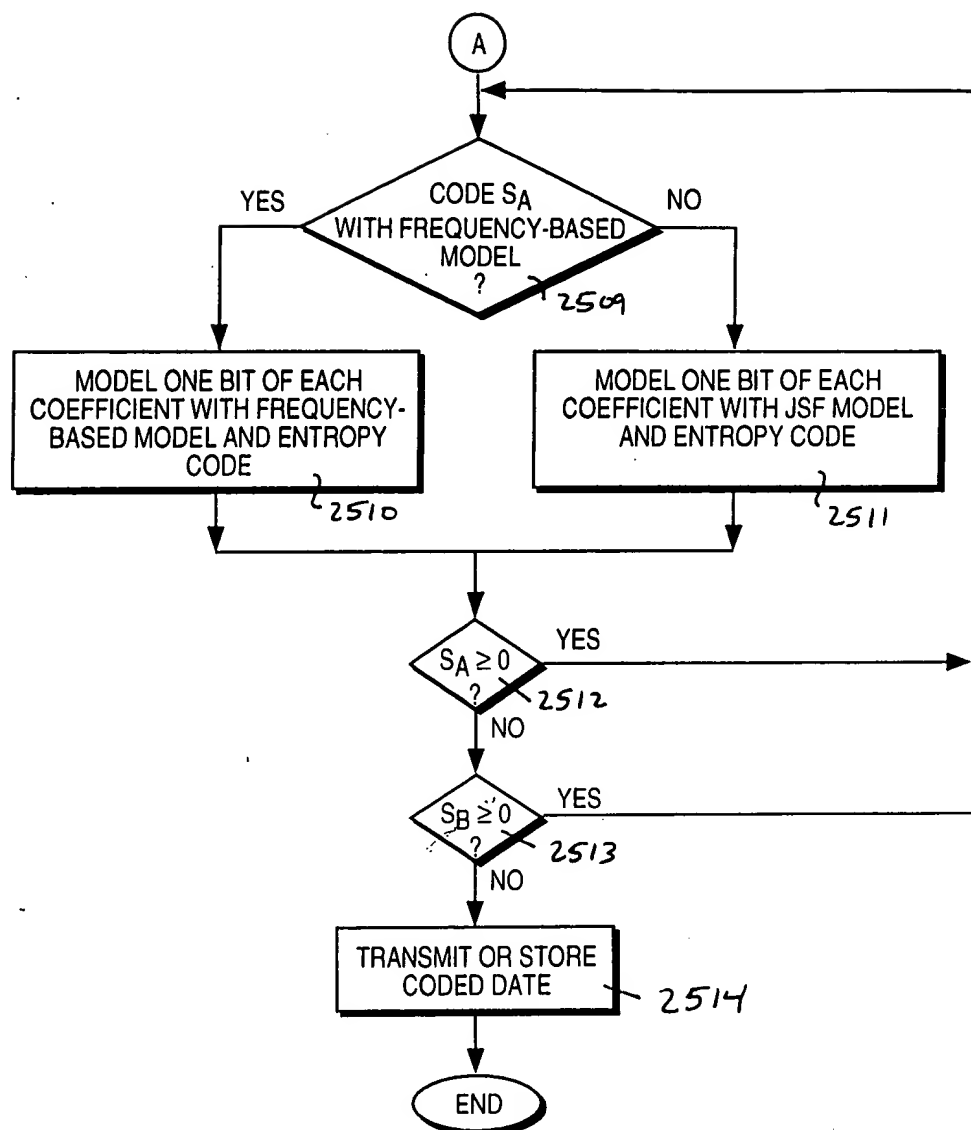 A
YES
CODE SA
WITH FREQUENCY-BASED
MODEL
?
NO
2509
MODEL ONE BIT OF EACH
COEFFICIENT WITH FREQUENCY-
BASED MODEL AND ENTROPY
CODE
2510
MODEL ONE BIT OF EACH
COEFFICIENT WITH JSF MODEL
AND ENTROPY CODE
2511
SA ≥ 0
?
YES
2512
NO
SB ≥ 0
?
YES
2513
NO
TRANSMIT OR STORE
CODED DATE
2514
END